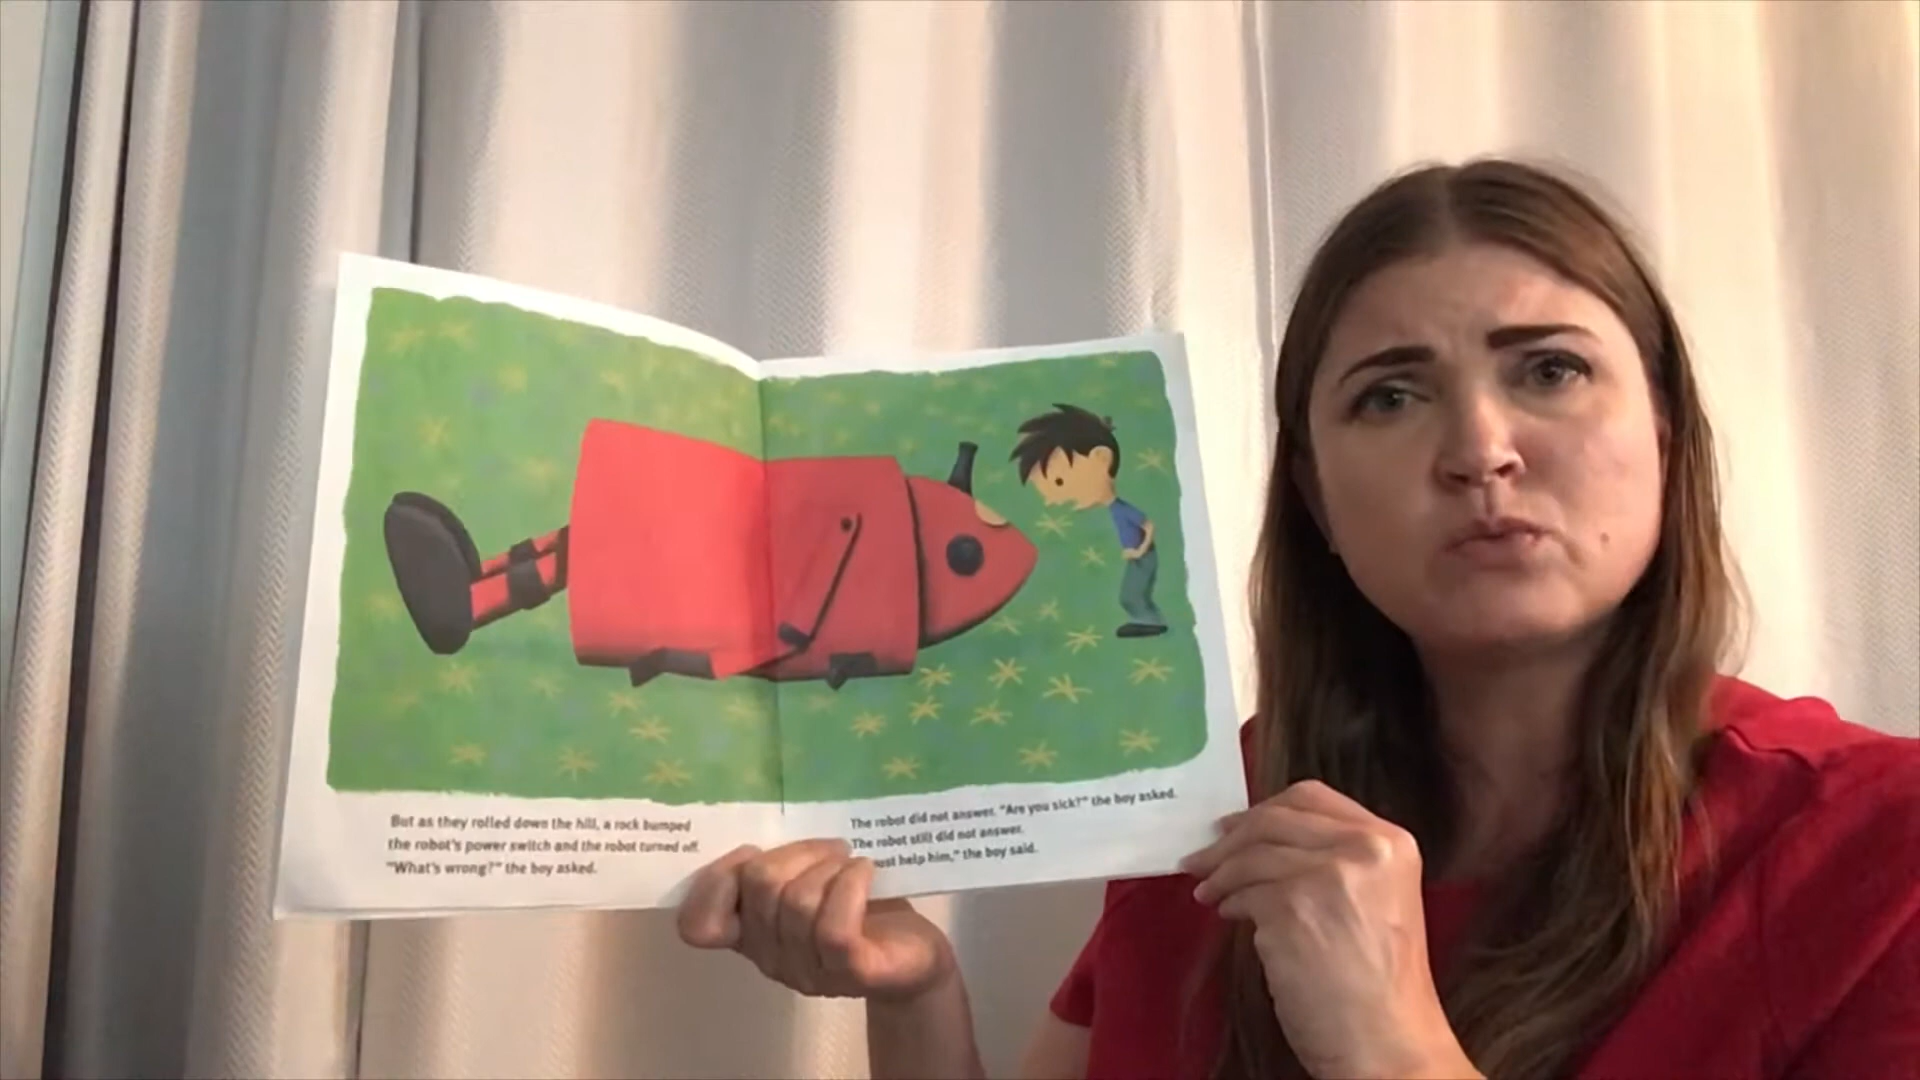 But as they rolled down the hill, a rock bumped
the robot's power switch and the robot turned off.
"What's wrong?" the boy asked.
The robot did not answer. "Are you sick?" the boy asked.
The robot still did not answer.
help him," the boy said.